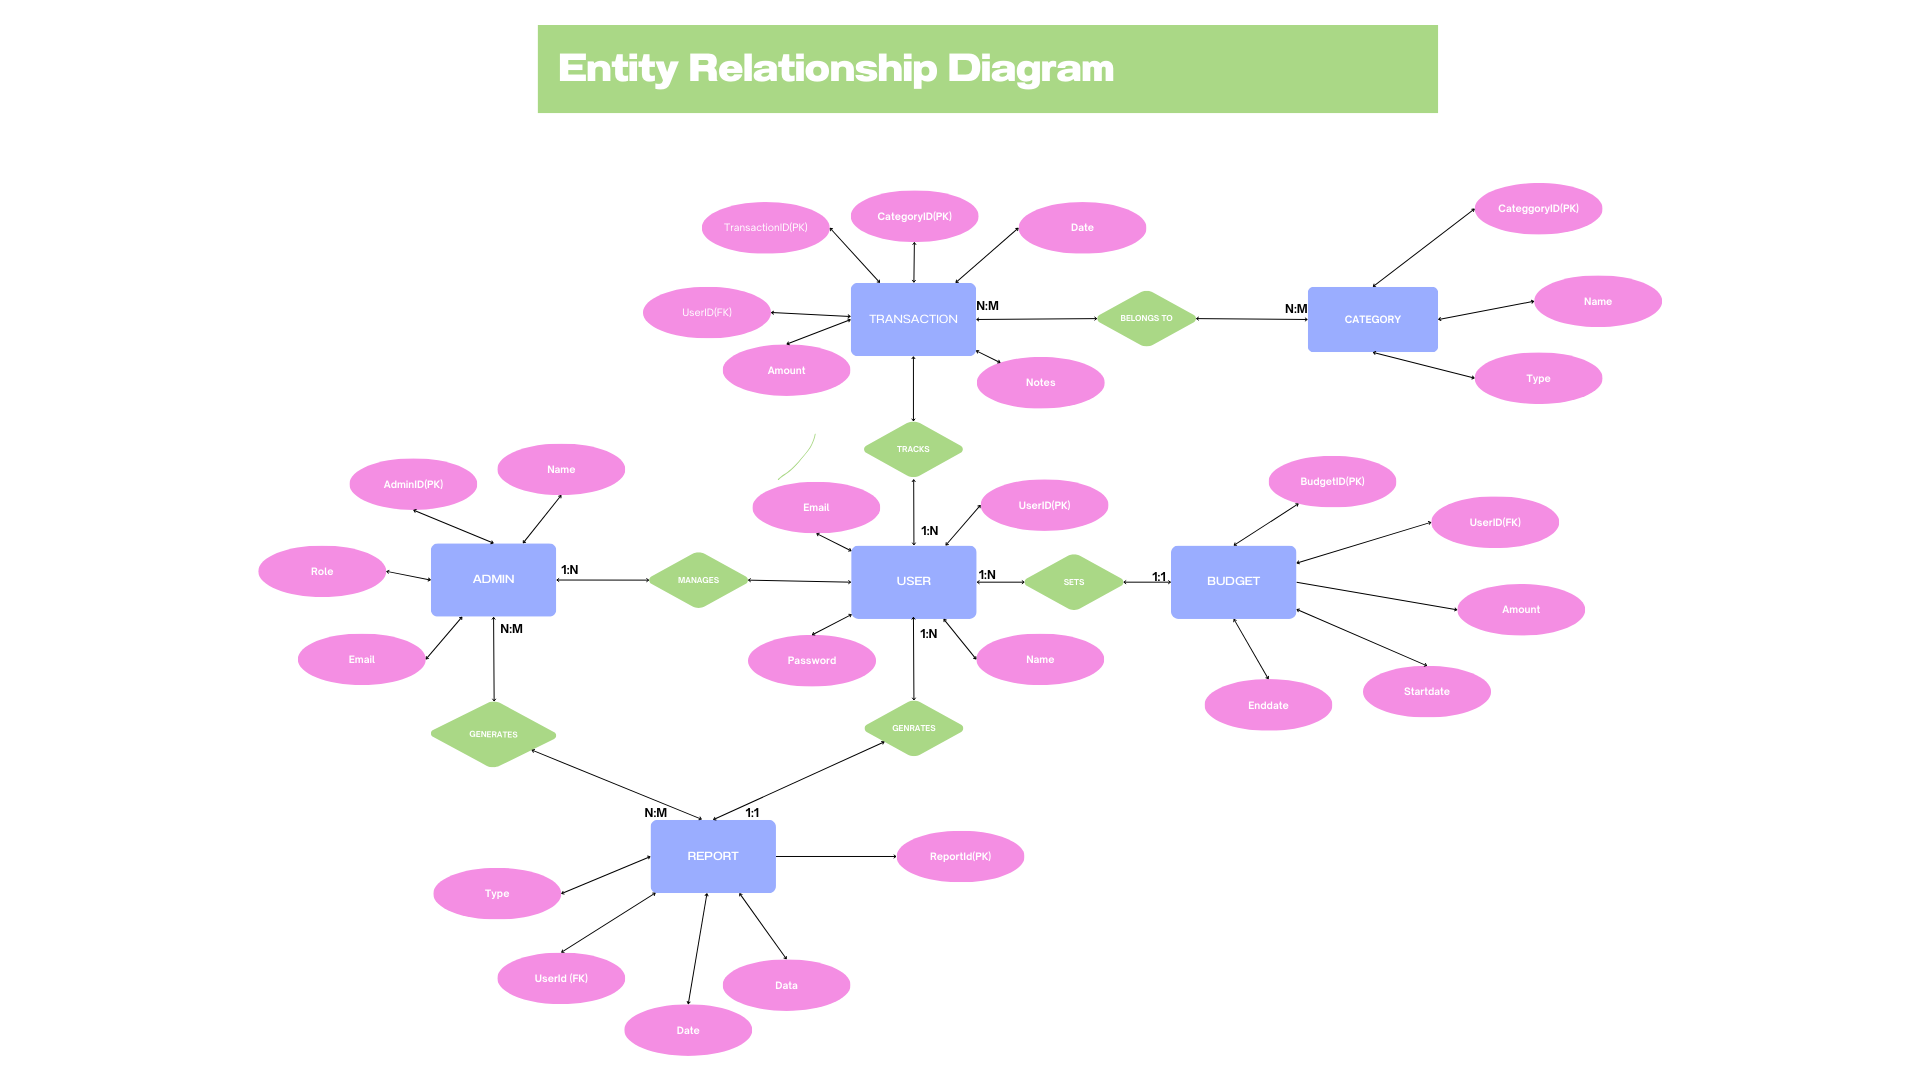 Entity Relationship Diagram
TransactionID(PK)
CategoryID(PK)
Date
CateggoryID(PK)
UserID(FK)
TRANSACTION
N:M
BELONGS TO
N:M
CATEGORY
Name
Amount
Notes
Type
TRACKS
AdminID(PK)
Name
Email
1:N
UserID(PK)
BudgetID(PK)
UserID(FK)
Role
ADMIN
1:N
MANAGES
USER
1:N
SETS
1:1
BUDGET
Amount
Email
N:M
Password
1:N
Name
Enddate
Startdate
GENERATES
GENRATES
N:M
1:1
REPORT
ReportId(PK)
Type
UserId (FK)
Data
Date